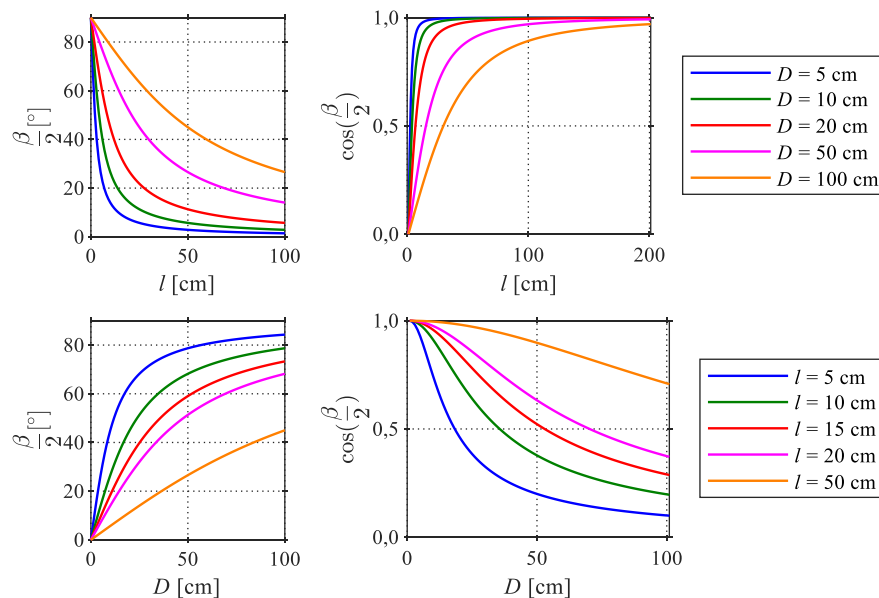 80
60
40
20
0
β/2 [°]
0 50 100
l [cm]
1,0
0,5
0,0
cos(β/2)
0 100 200
l [cm]
D = 5 cm
D = 10 cm
D = 20 cm
D = 50 cm
D = 100 cm
80
60
40
20
0
β/2 [°]
0 50 100
D [cm]
1,0
0,5
0,0
cos(β/2)
0 50 100
D [cm]
l = 5 cm
l = 10 cm
l = 15 cm
l = 20 cm
l = 50 cm